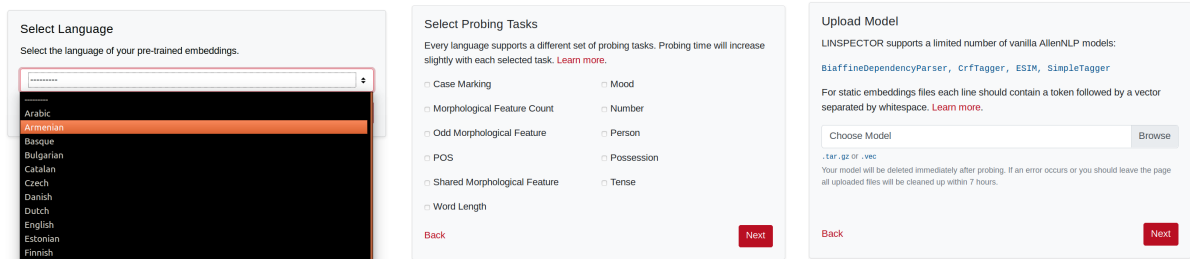 Select Language
Select the language of your pre-trained embeddings.
---------
---------
Arabic
Armenian
Basque
Bulgarian
Catalan
Czech
Danish
Dutch
English
Estonian
Finnish
Select Probing Tasks
Every language supports a different set of probing tasks. Probing time will increase
slightly with each selected task. Learn more.
Case Marking
Mood
Morphological Feature Count
Number
Odd Morphological Feature
Person
POS
Possession
Shared Morphological Feature
Tense
Word Length
Back
Next
Upload Model
LINSPECTOR supports a limited number of vanilla AllenNLP models:
BiaffineDependencyParser, CrfTagger, ESIM, SimpleTagger
For static embeddings files each line should contain a token followed by a vector
separated by whitespace. Learn more.
Choose Model
Browse
.tar.gz or .vec
Your model will be deleted immediately after probing. If an error occurs or you should leave the page
all uploaded files will be cleaned up within 7 hours.
Back
Next